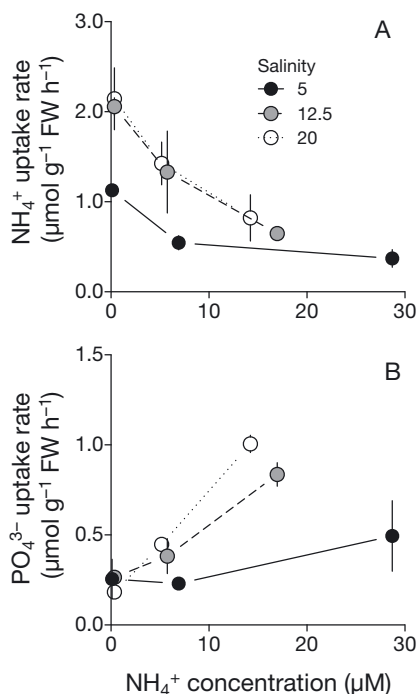 A
Salinity
5
12.5
20
3.0
2.0
1.0
0.0
NH₄⁺ uptake rate
(µmol g⁻¹ FW h⁻¹)
0 10 20 30
B
1.5
1.0
0.5
0.0
PO₄³⁻ uptake rate
(µmol g⁻¹ FW h⁻¹)
0 10 20 30
NH₄⁺ concentration (µM)